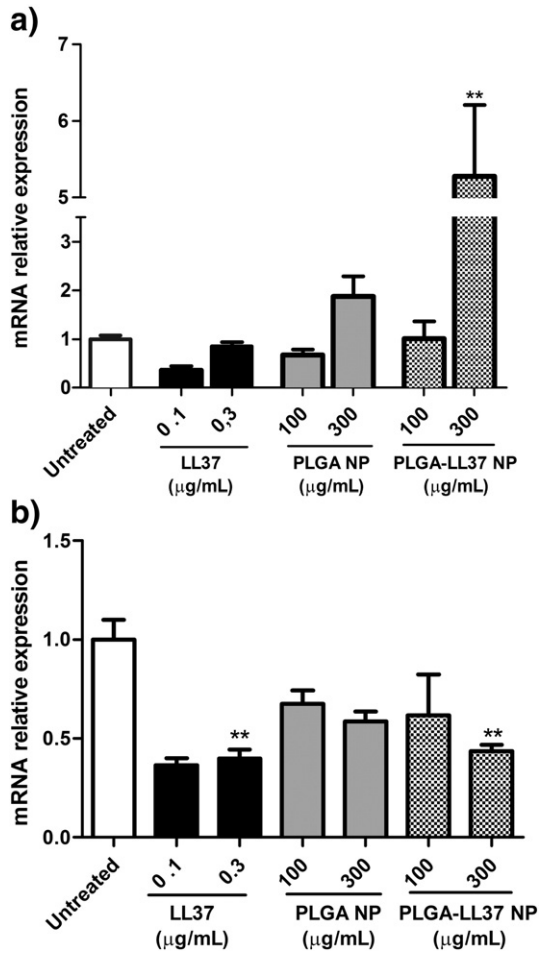 a)
mRNA relative expression
7
6
5
3
2
1
0
**
Untreated
0.1
0,3
100
300
100
300
LL37
PLGA NP
PLGA-LL37 NP
(μg/mL)
(μg/mL)
(μg/mL)
b)
mRNA relative expression
1.5
1.0
0.5
0.0
**
**
Untreated
0.1
0.3
100
300
100
300
LL37
PLGA NP
PLGA-LL37 NP
(μg/mL)
(μg/mL)
(μg/mL)